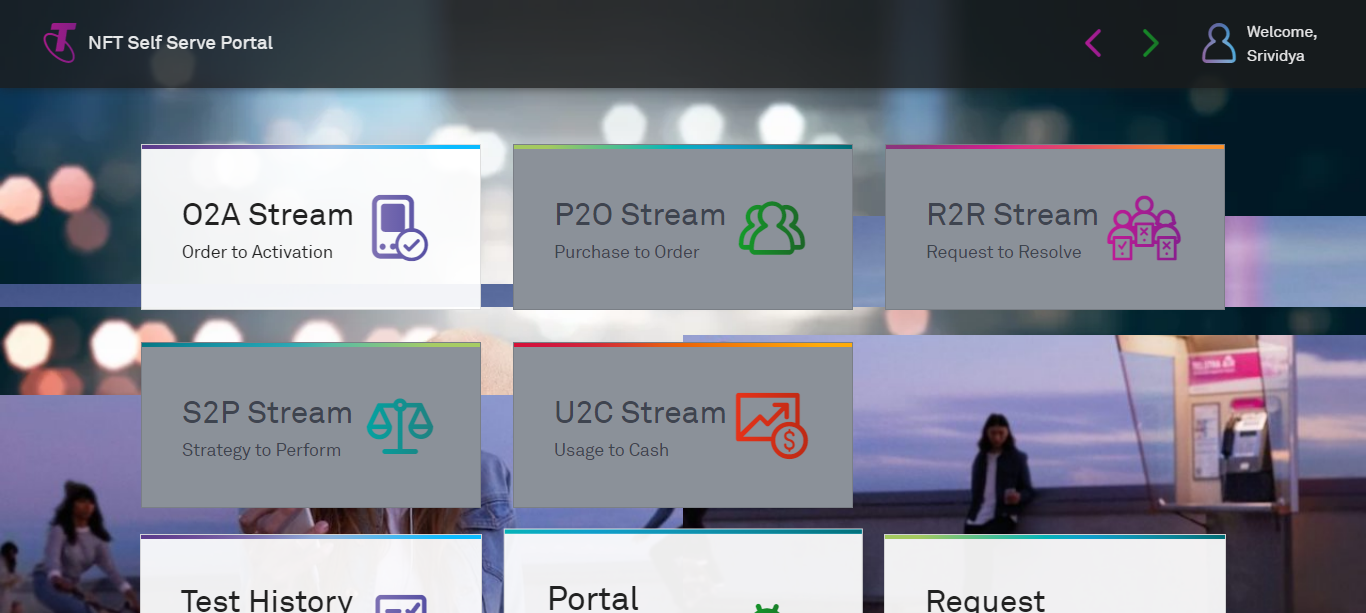 NFT Self Serve Portal
Welcome,
Srividya
O2A Stream
Order to Activation
P2O Stream
Purchase to Order
R2R Stream
Request to Resolve
S2P Stream
Strategy to Perform
U2C Stream
Usage to Cash
Test History
Portal
Request